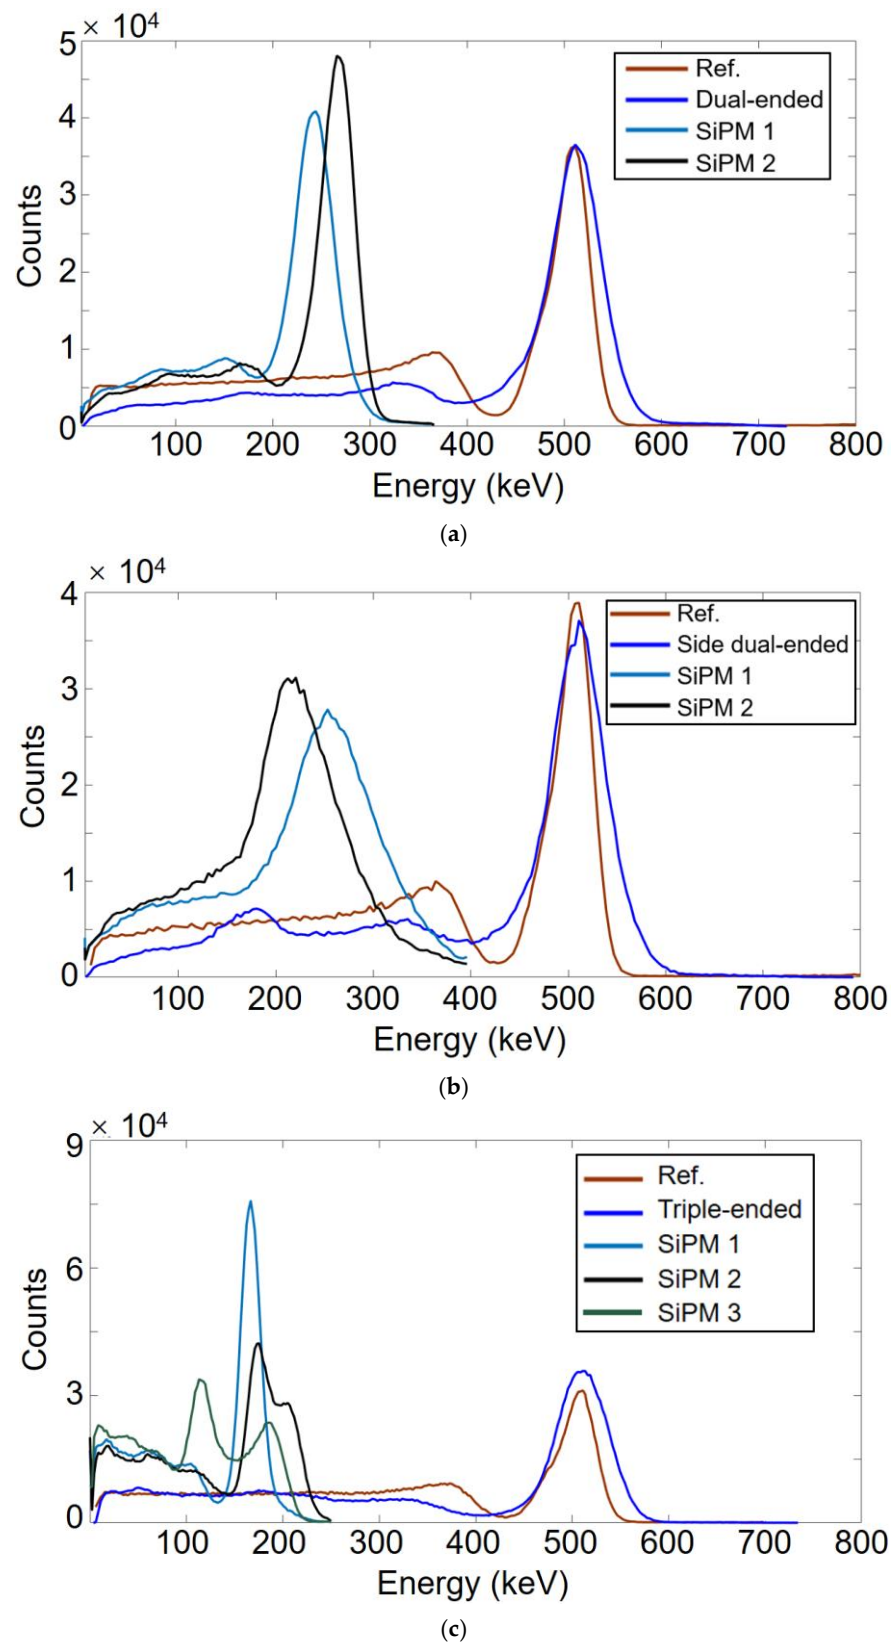 × 10⁴
5
4
3
2
1
0
Counts
Ref.
Dual-ended
SiPM 1
SiPM 2
100 200 300 400 500 600 700 800
Energy (keV)
(a)
× 10⁴
4
3
2
1
0
Counts
Ref.
Side dual-ended
SiPM 1
SiPM 2
100 200 300 400 500 600 700 800
Energy (keV)
(b)
× 10⁴
9
6
3
0
Counts
Ref.
Triple-ended
SiPM 1
SiPM 2
SiPM 3
100 200 300 400 500 600 700 800
Energy (keV)
(c)